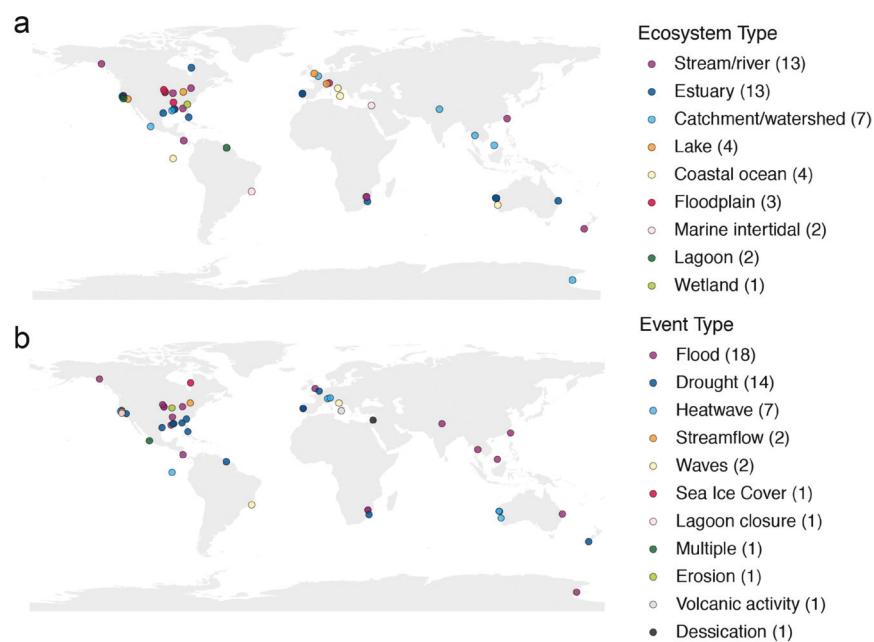 a
Ecosystem Type
Stream/river (13)
Estuary (13)
Catchment/watershed (7)
Lake (4)
Coastal ocean (4)
Floodplain (3)
Marine intertidal (2)
Lagoon (2)
Wetland (1)
b
Event Type
Flood (18)
Drought (14)
Heatwave (7)
Streamflow (2)
Waves (2)
Sea Ice Cover (1)
Lagoon closure (1)
Multiple (1)
Erosion (1)
Volcanic activity (1)
Dessication (1)